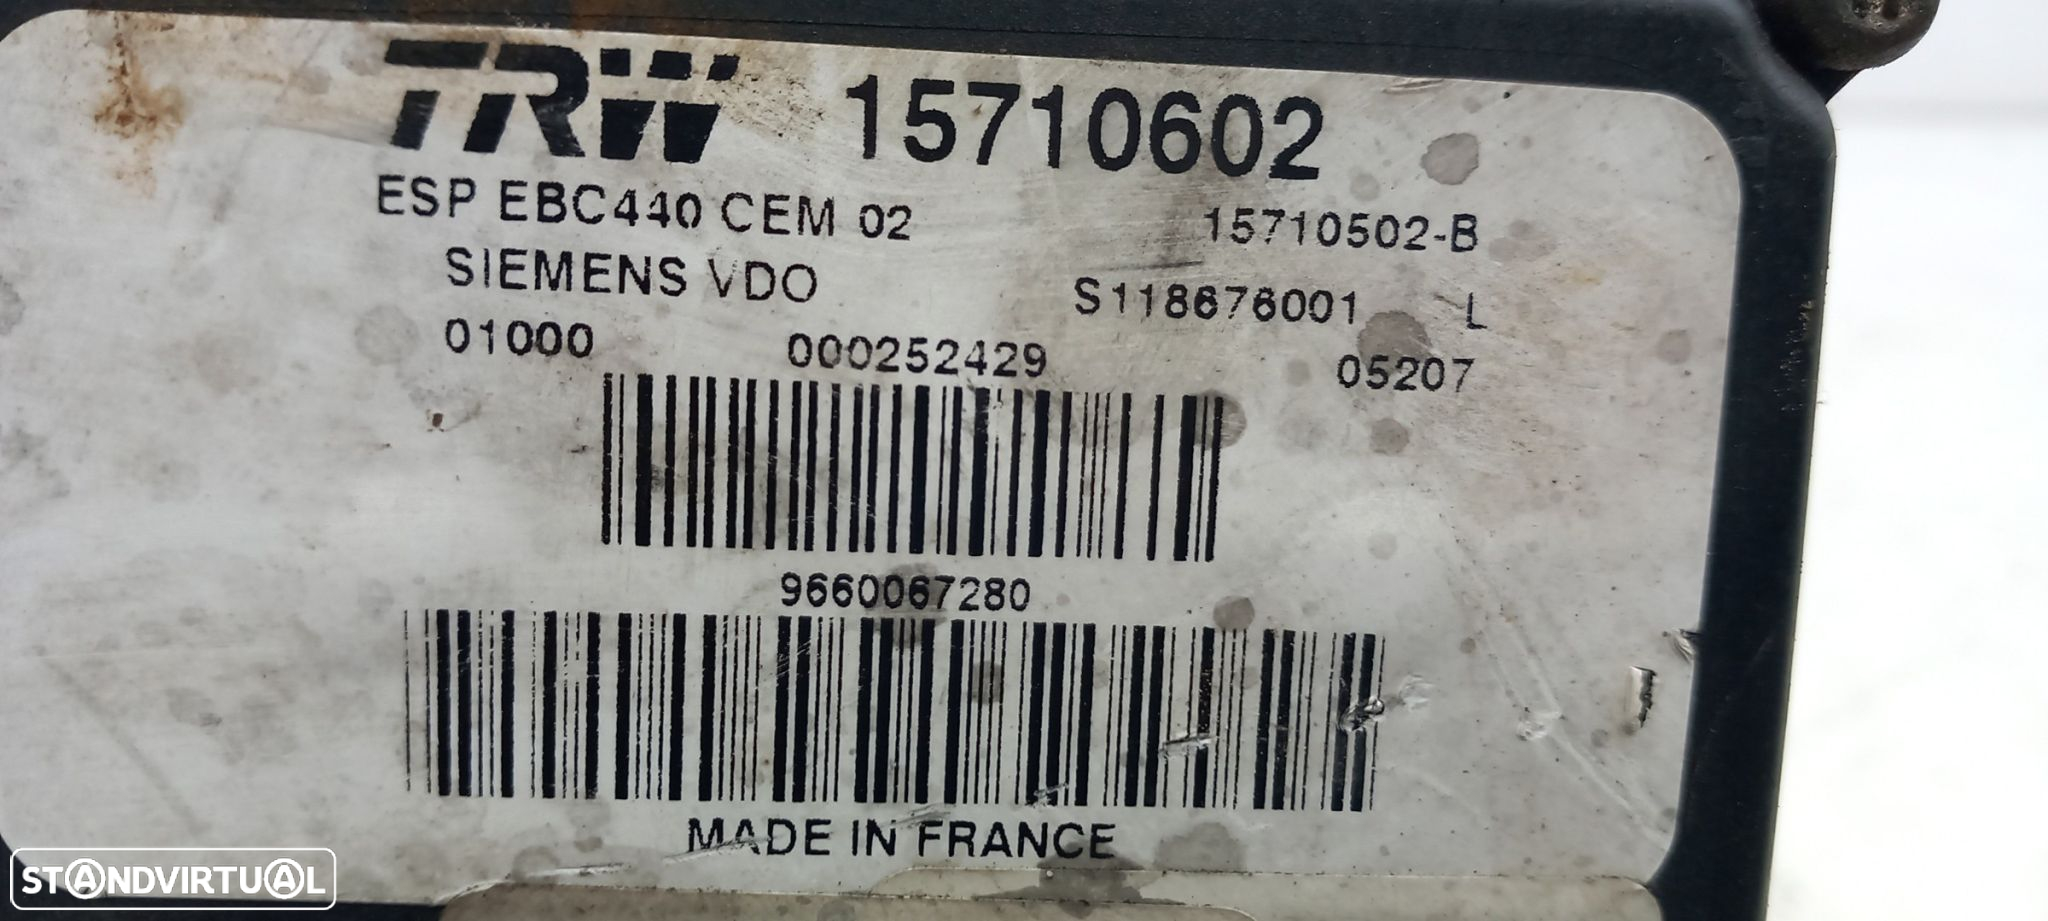 TRW 15710602
ESP EBC440 CEM 02 15710502-B
SIEMENS VDO S118676001 L
01000 000252429 05207
9660067280
MADE IN FRANCE
STANDVIRTUAL